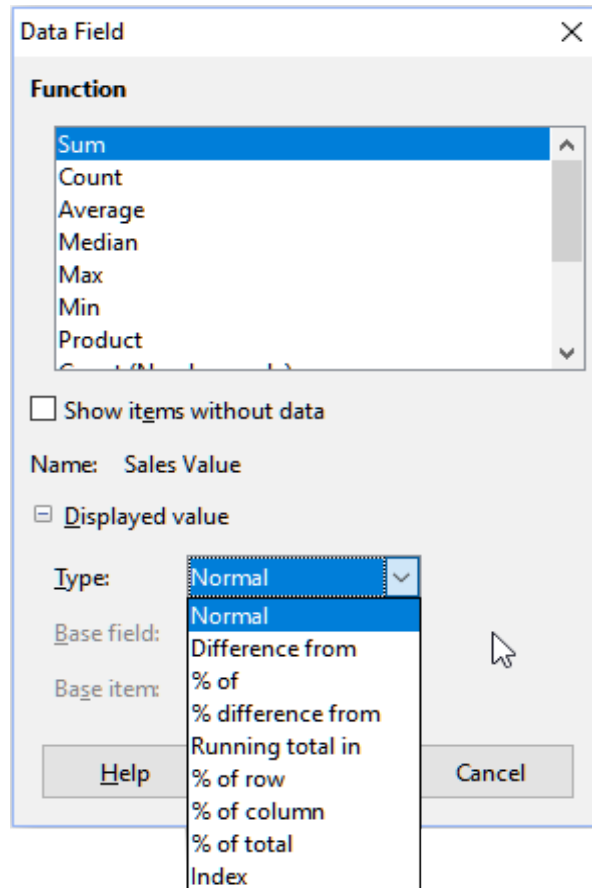 Data Field
Function
Sum
Count
Average
Median
Max
Min
Product
Show items without data
Name: Sales Value
Displayed value
Type: Normal
Normal
Base field:
Difference from
% of
Base item:
% difference from
Running total in
Help
% of row
Cancel
% of column
% of total
Index